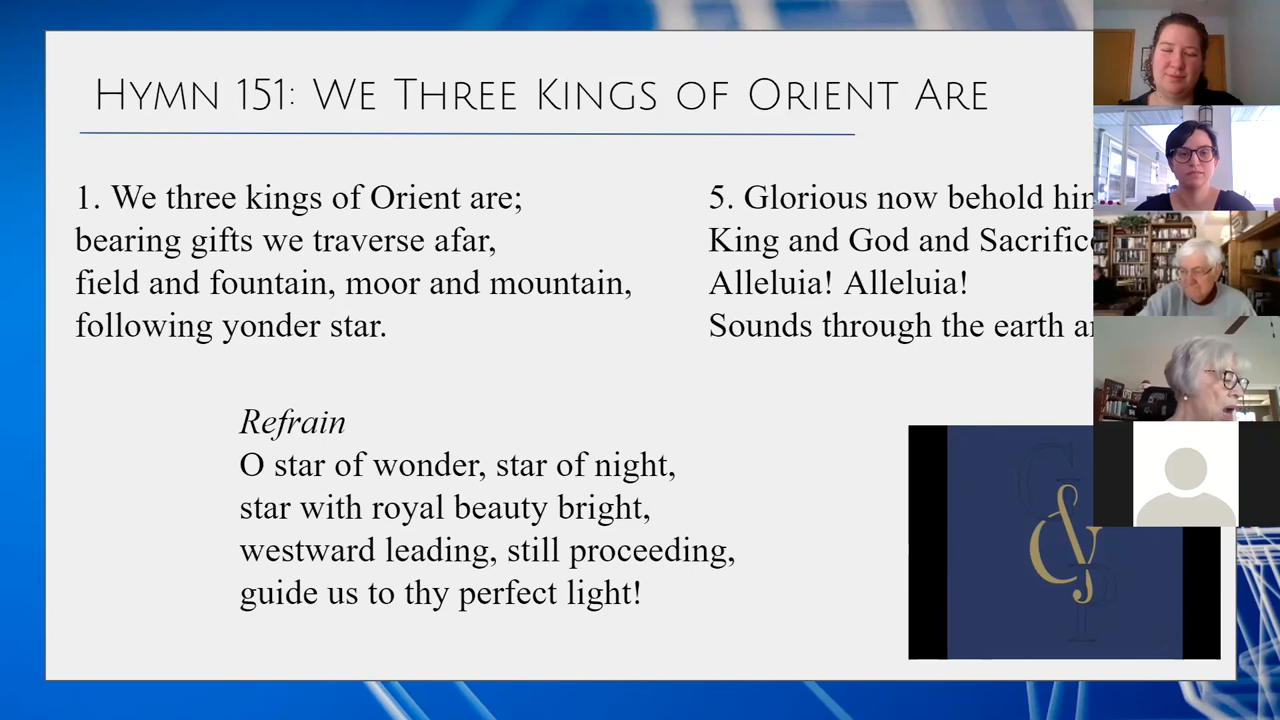 Hymn 151: We Three Kings of Orient Are
1. We three kings of Orient are;
bearing gifts we traverse afar,
field and fountain, moor and mountain,
following yonder star.
5. Glorious now behold
King and God and
Alleluia! Alleluia!
Sounds through the earth
Refrain
O star of wonder, star of night,
star with royal beauty bright,
westward leading, still proceeding,
guide us to thy perfect light!
G
&
P